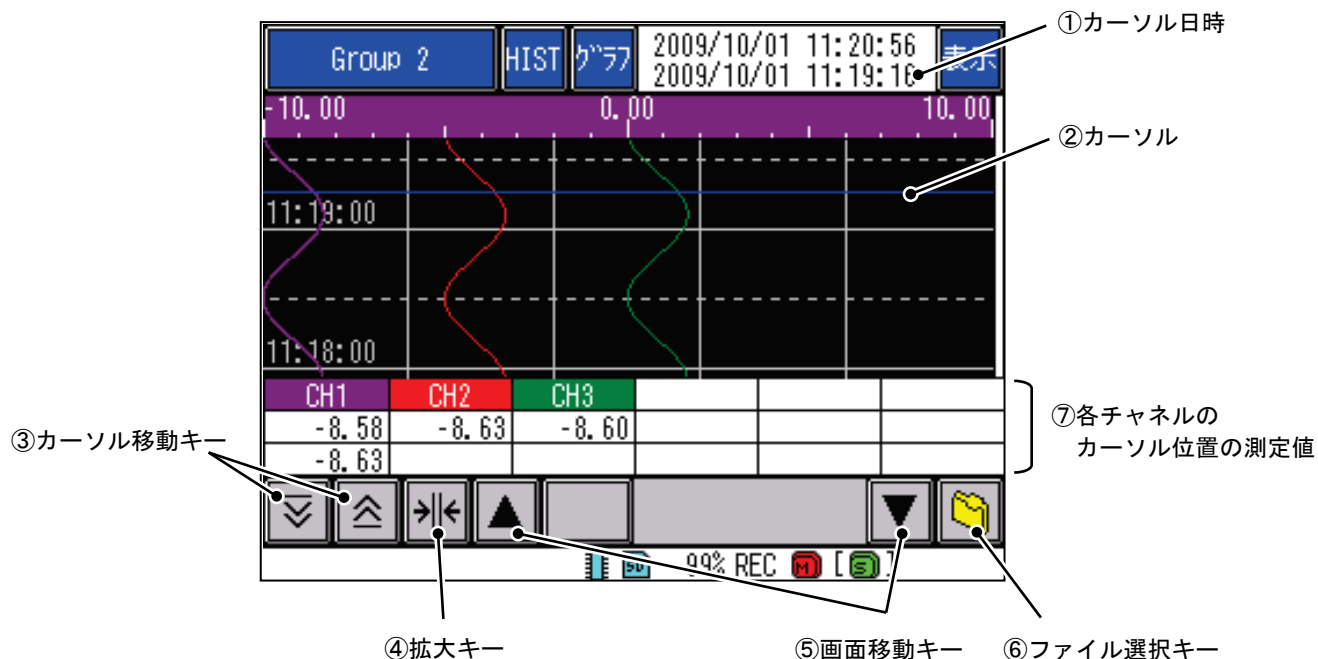 ①カーソル日時
Group 2 HIST グラフ 2009/10/01 11:20:56 表示
2009/10/01 11:19:16
-10.00 0.00 10.00
②カーソル
11:19:00
11:18:00
CH1 CH2 CH3
-8.58 -8.63 -8.60
-8.63
⑦各チャネルの
カーソル位置の測定値
③カーソル移動キー
SD 99% REC M [S]
④拡大キー ⑤画面移動キー ⑥ファイル選択キー